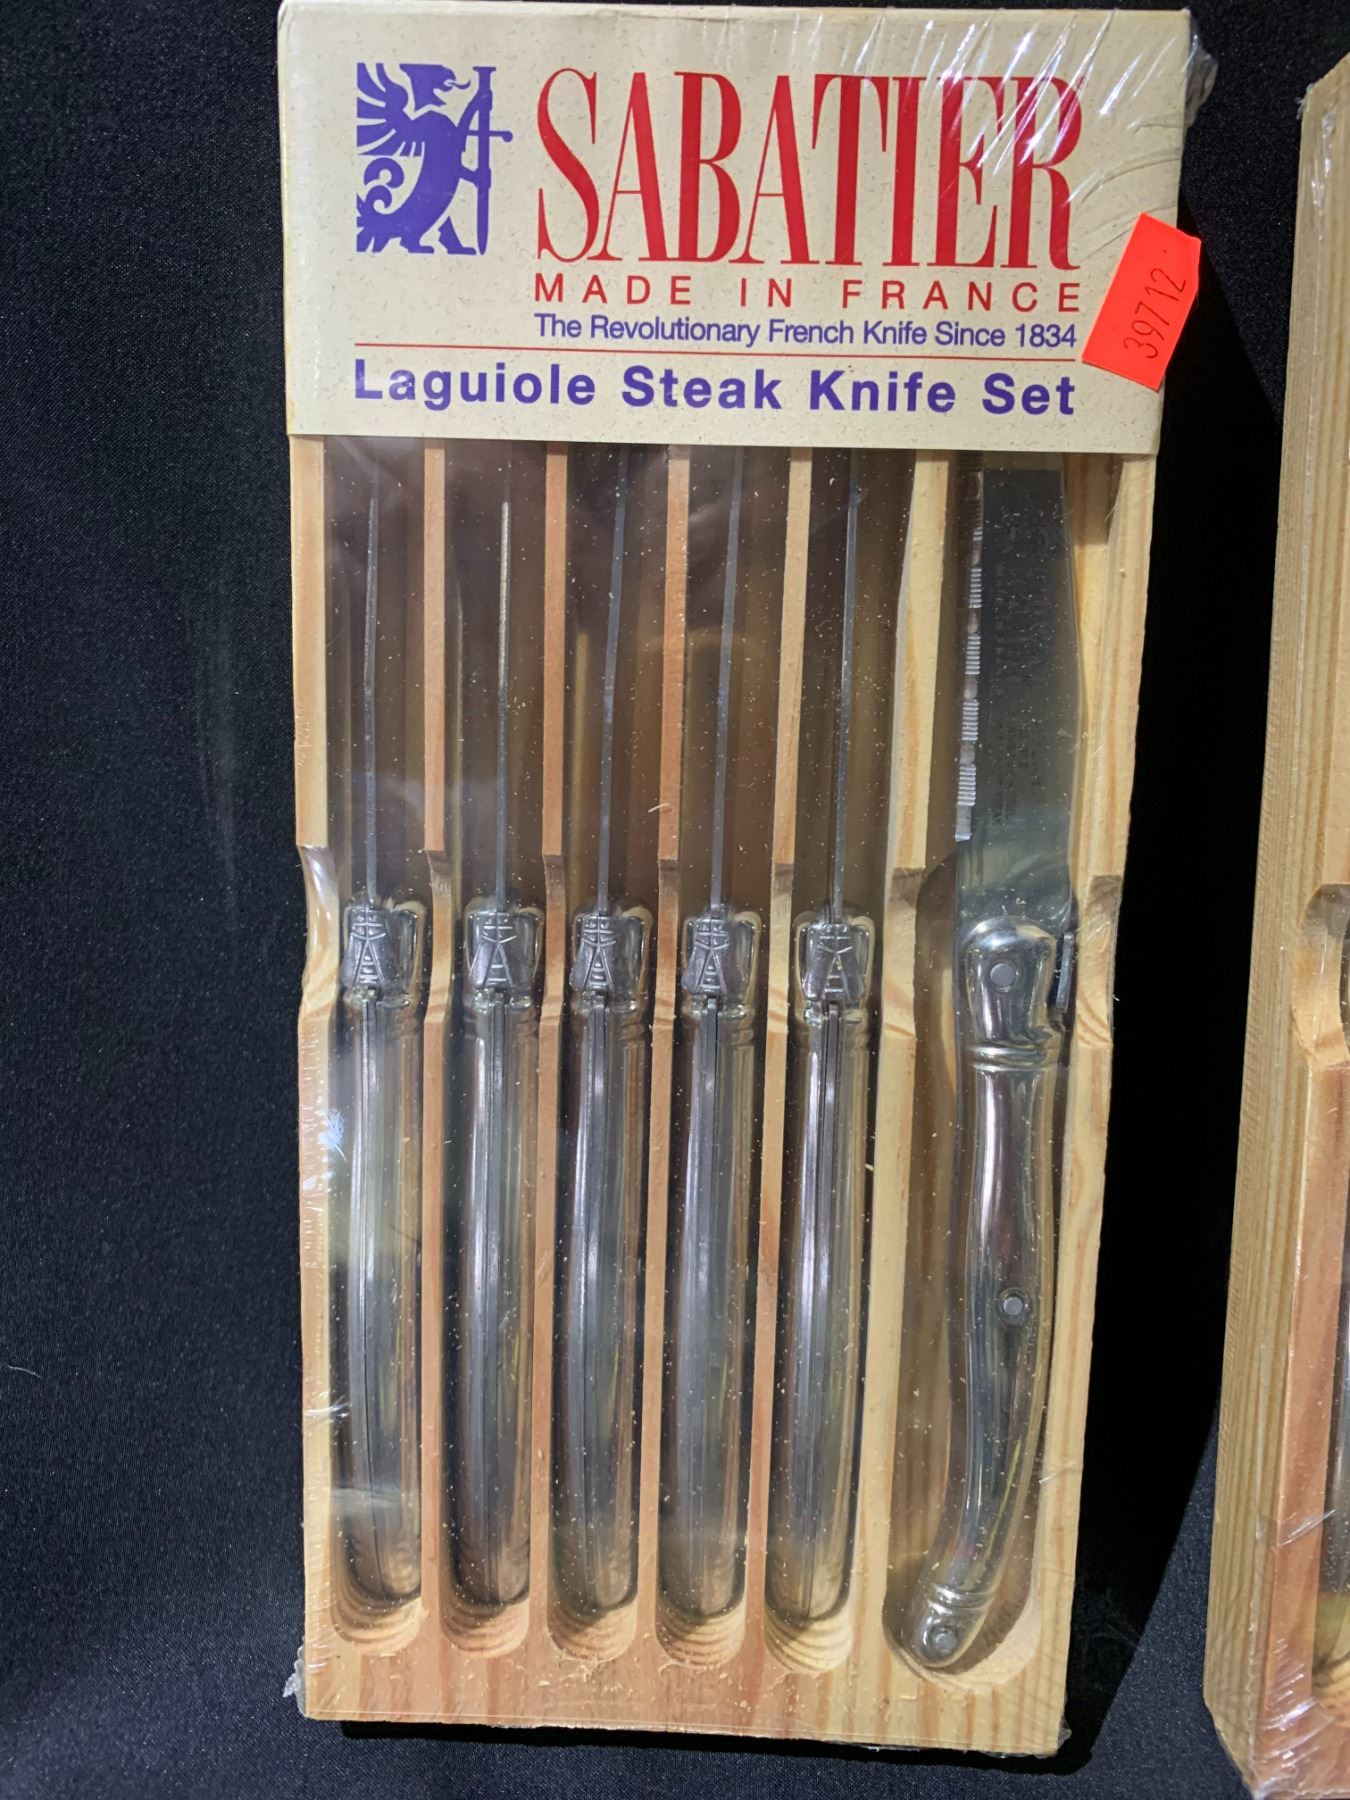 SABATIER
MADE IN FRANCE
The Revolutionary French Knife Since 1834
Laguiole Steak Knife Set
39712